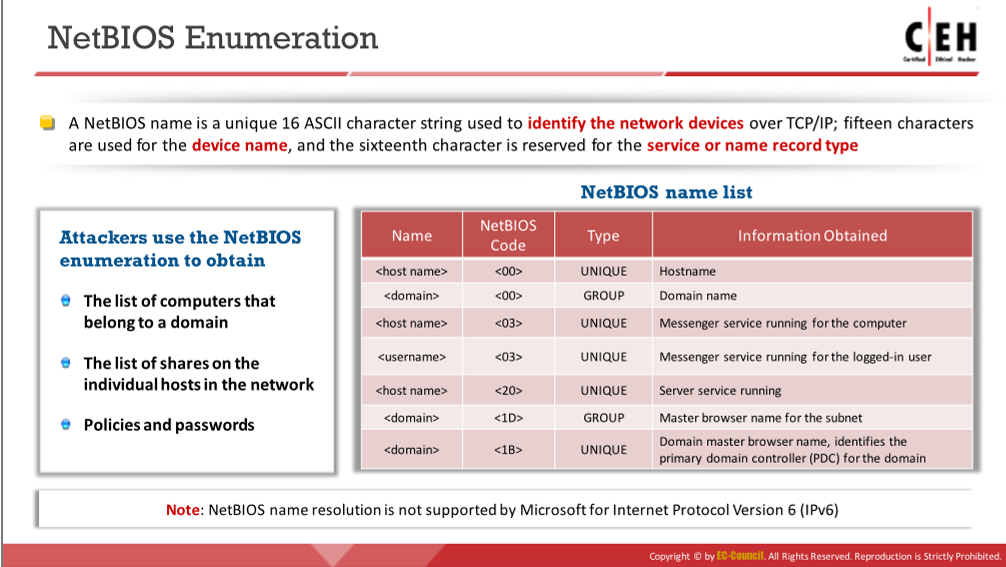 NetBIOS Enumeration
C|EH
Certified Ethical Hacker
A NetBIOS name is a unique 16 ASCII character string used to identify the network devices over TCP/IP; fifteen characters
are used for the device name, and the sixteenth character is reserved for the service or name record type
Attackers use the NetBIOS
enumeration to obtain
The list of computers that
belong to a domain
The list of shares on the
individual hosts in the network
Policies and passwords
NetBIOS name list
Name NetBIOS Code Type Information Obtained
<host name> <00> UNIQUE Hostname
<domain> <00> GROUP Domain name
<host name> <03> UNIQUE Messenger service running for the computer
<username> <03> UNIQUE Messenger service running for the logged-in user
<host name> <20> UNIQUE Server service running
<domain> <1D> GROUP Master browser name for the subnet
<domain> <1B> UNIQUE Domain master browser name, identifies the
primary domain controller (PDC) for the domain
Note: NetBIOS name resolution is not supported by Microsoft for Internet Protocol Version 6 (IPv6)
Copyright © by EC-Council. All Rights Reserved. Reproduction is Strictly Prohibited.